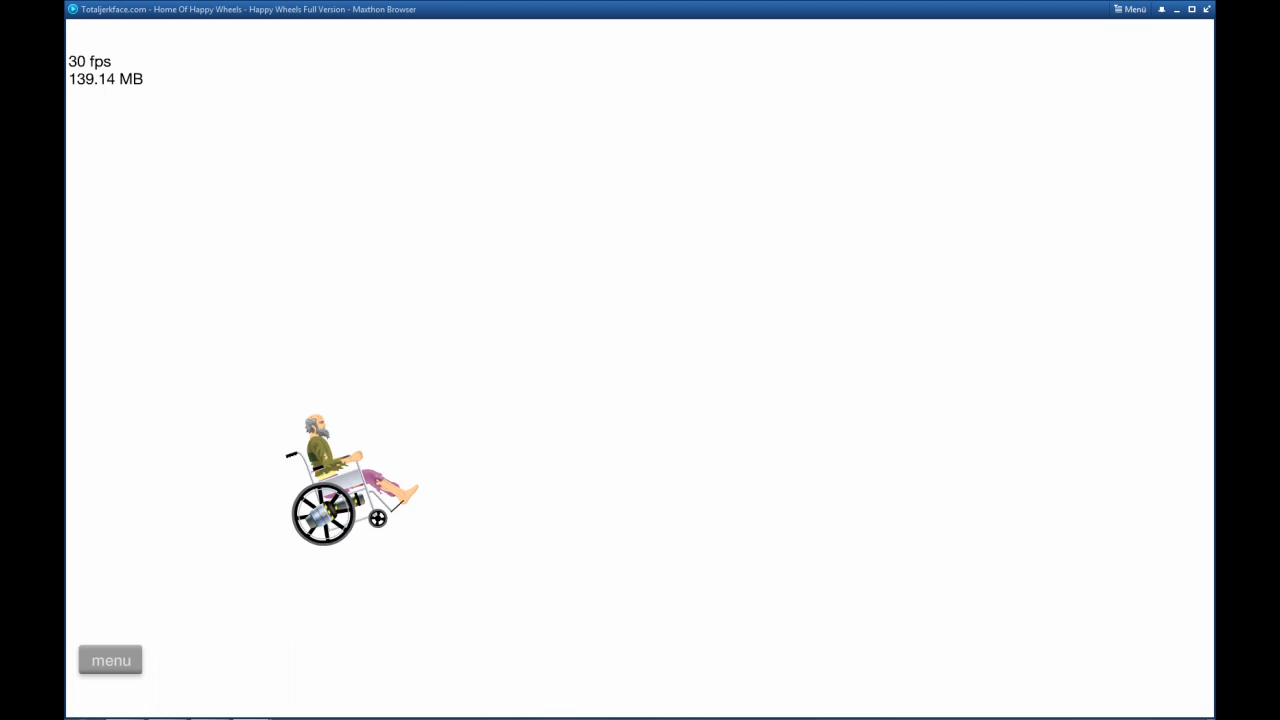 Totaljerkface.com - Home Of Happy Wheels - Happy Wheels Full Version - Maxthon Browser
Menü
30 fps
139.14 MB
menu